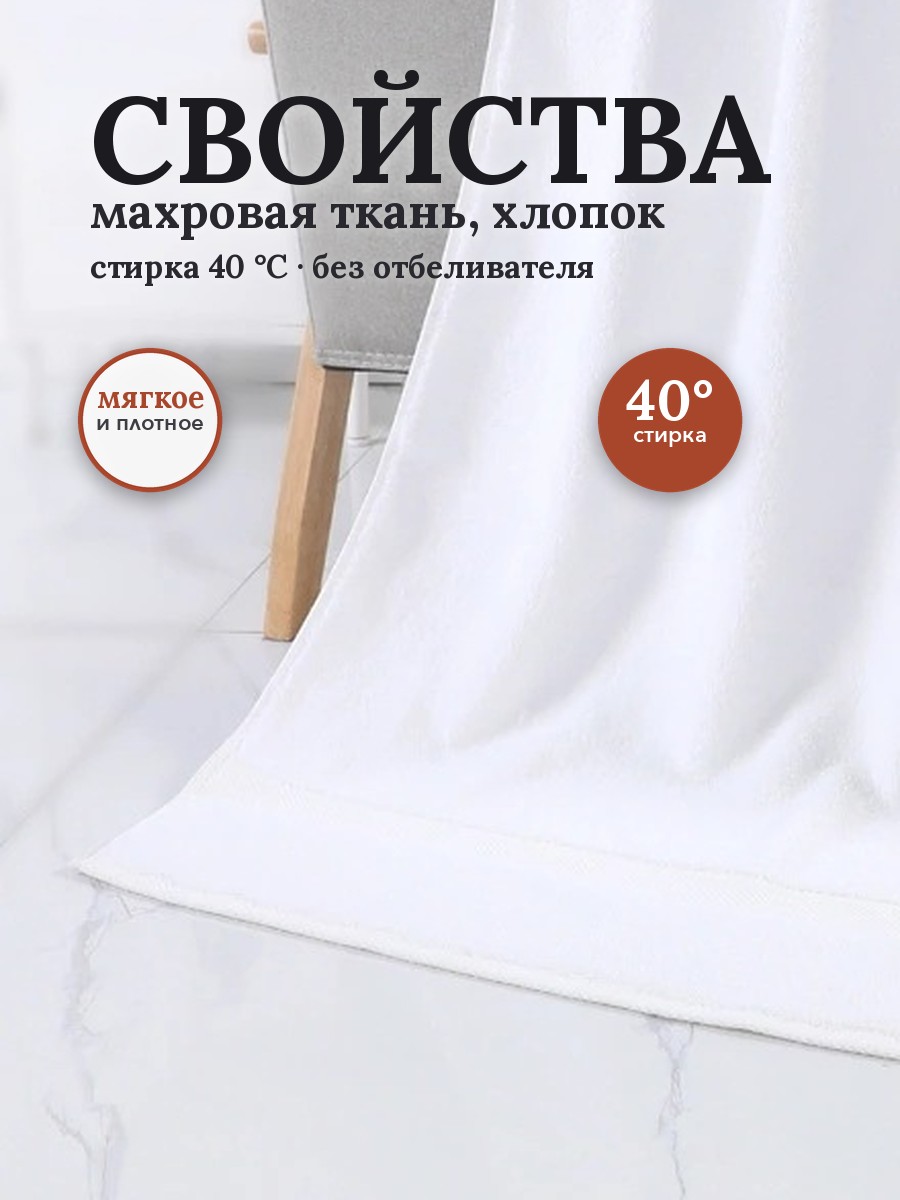 СВОЙСТВА
махровая ткань, хлопок
стирка 40 °C · без отбеливателя
мягкое
и плотное
40°
стирка